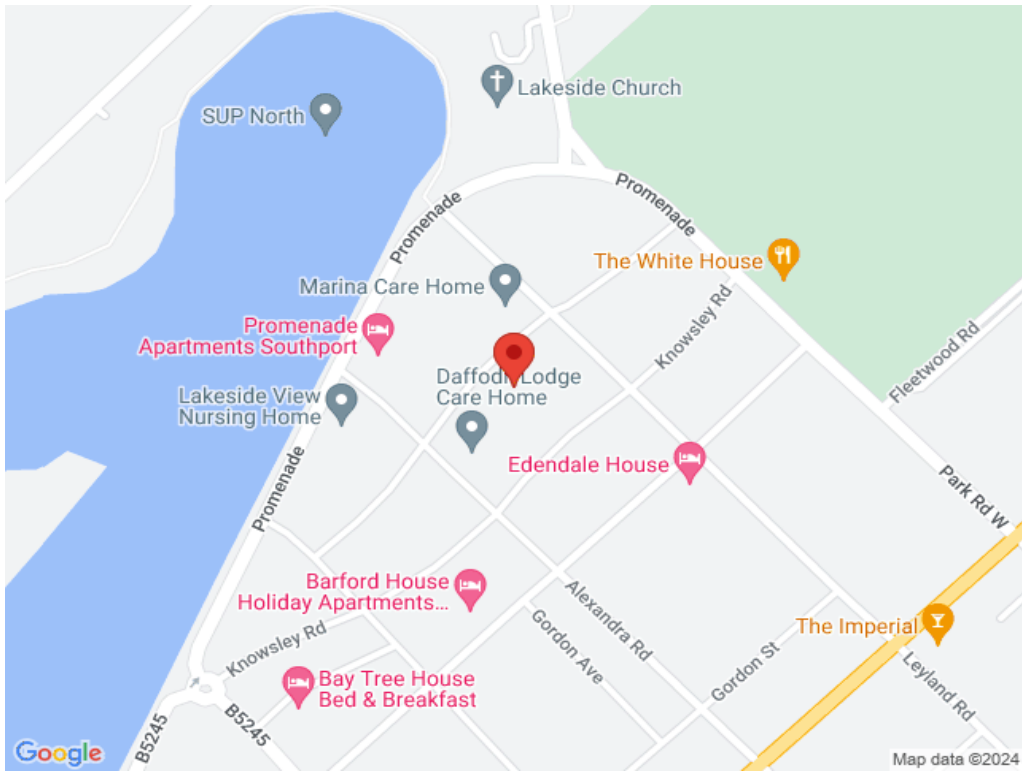 Lakeside Church
SUP North
Promenade
Promenade
The White House
Marina Care Home
Knowsley Rd
Promenade
Apartments Southport
Fleetwood Rd
Lakeside View
Nursing Home
Lodge
Care Home
Edendale House
Promenade
Park Rd W
Barford House
Holiday Apartments...
Alexandra Rd
Gordon Ave
The Imperial
Knowsley Rd
Gordon St
Leyland Rd
Bay Tree House
Bed & Breakfast
B5245
B5245
Google
Map data ©2024